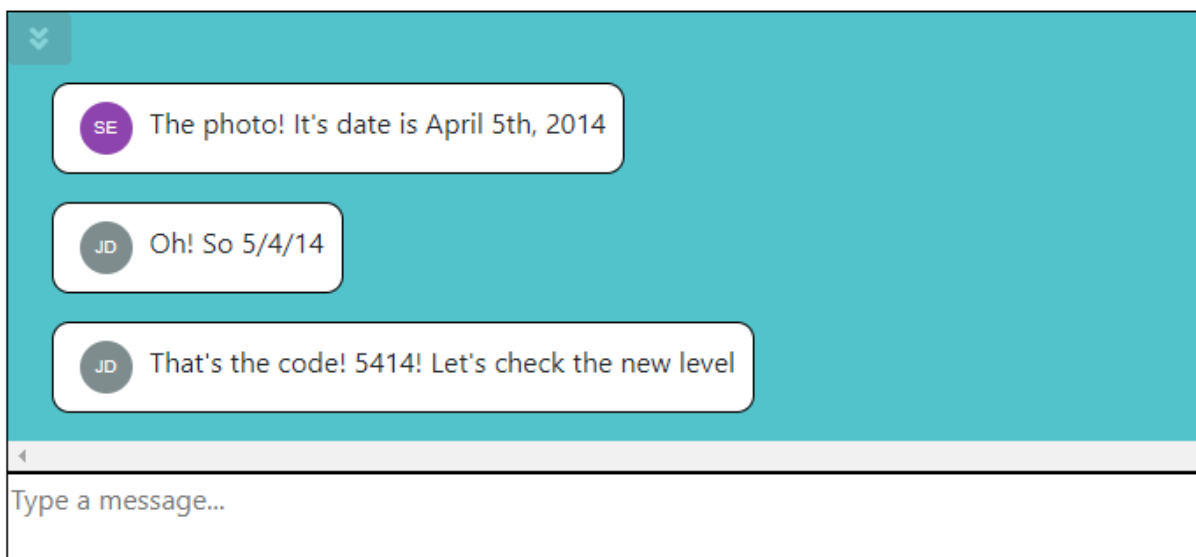 SE The photo! It's date is April 5th, 2014
JD Oh! So 5/4/14
JD That's the code! 5414! Let's check the new level
Type a message...